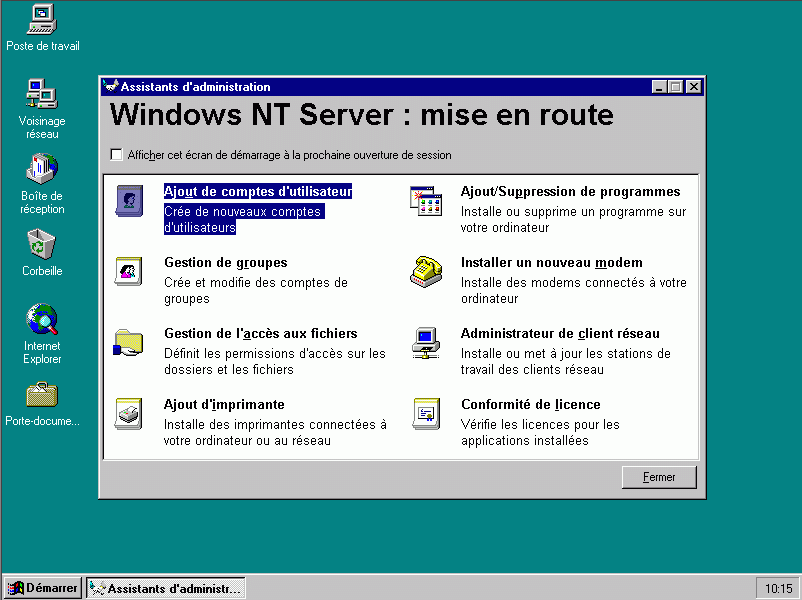 Poste de travail
Voisinage
réseau
Boîte de
réception
Corbeille
Internet
Explorer
Porte-docume...
Assistants d'administration
Windows NT Server : mise en route
Afficher cet écran de démarrage à la prochaine ouverture de session
Ajout de comptes d'utilisateur
Crée de nouveaux comptes
d'utilisateurs
Gestion de groupes
Crée et modifie des comptes de
groupes
Gestion de l'accès aux fichiers
Définit les permissions d'accès sur les
dossiers et les fichiers
Ajout d'imprimante
Installe des imprimantes connectées à
votre ordinateur ou au réseau
Ajout/Suppression de programmes
Installe ou supprime un programme sur
votre ordinateur
Installer un nouveau modem
Installe des modems connectés à votre
ordinateur
Administrateur de client réseau
Installe ou met à jour les stations de
travail des clients réseau
Conformité de licence
Vérifie les licences pour les
applications installées
Fermer
Démarrer
Assistants d'administr...
10:15